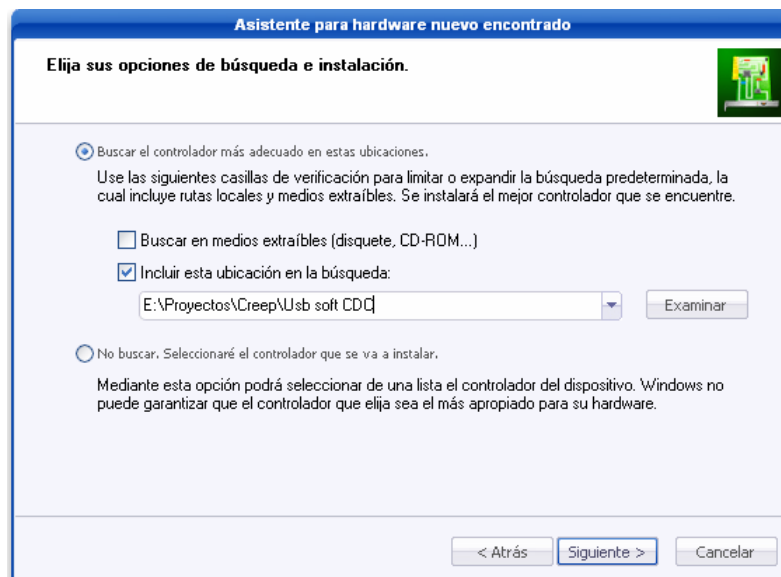 Asistente para hardware nuevo encontrado
Elija sus opciones de búsqueda e instalación.
Buscar el controlador más adecuado en estas ubicaciones.
Use las siguientes casillas de verificación para limitar o expandir la búsqueda predeterminada, la
cual incluye rutas locales y medios extraíbles. Se instalará el mejor controlador que se encuentre.
Buscar en medios extraíbles (disquete, CD-ROM...)
Incluir esta ubicación en la búsqueda:
E:\Proyectos\Creep\Usb soft CDC
Examinar
No buscar. Seleccionaré el controlador que se va a instalar.
Mediante esta opción podrá seleccionar de una lista el controlador del dispositivo. Windows no
puede garantizar que el controlador que elija sea el más apropiado para su hardware.
< Atrás
Siguiente >
Cancelar